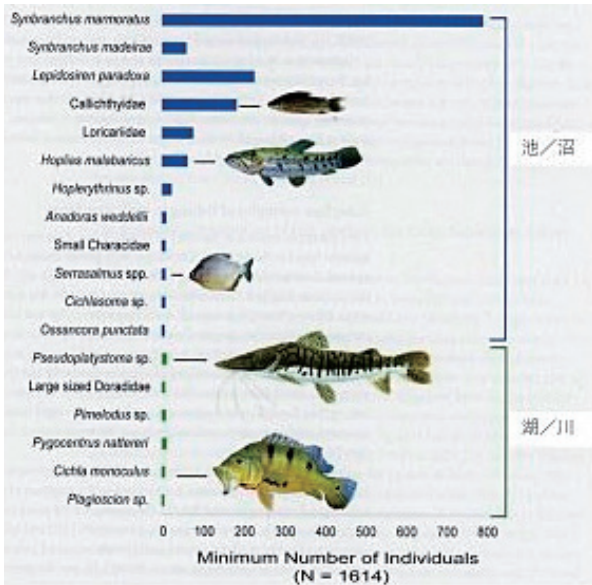 Synbranchus marmoratus
Synbranchus madeirae
Lepidosiren paradoxa
Callichthyidae
Loricariidae
Hoplias malabaricus
Hoplerythrinus sp.
Anadoras weddellii
Small Characidae
Serrasalmus spp.
Cichlasoma sp.
Ossancora punctata
Pseudoplatystoma sp.
Large sized Doradidae
Pimelodus sp.
Pygocentrus nattereri
Cichla monoculus
Plagioscion sp.
池／沼
湖／川
0 100 200 300 400 500 600 700 800
Minimum Number of Individuals
(N = 1614)